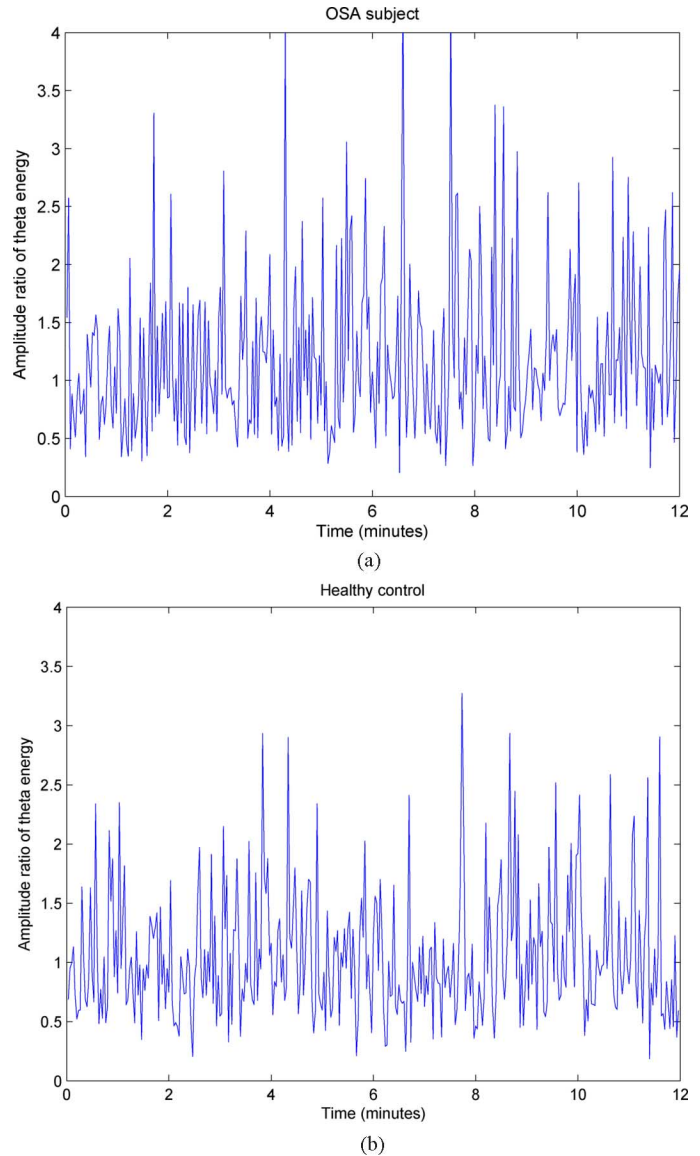 OSA subject
Amplitude ratio of theta energy
4
3.5
3
2.5
2
1.5
1
0.5
0
0 2 4 6 8 10 12
Time (minutes)
(a)
Healthy control
Amplitude ratio of theta energy
4
3.5
3
2.5
2
1.5
1
0.5
0
0 2 4 6 8 10 12
Time (minutes)
(b)